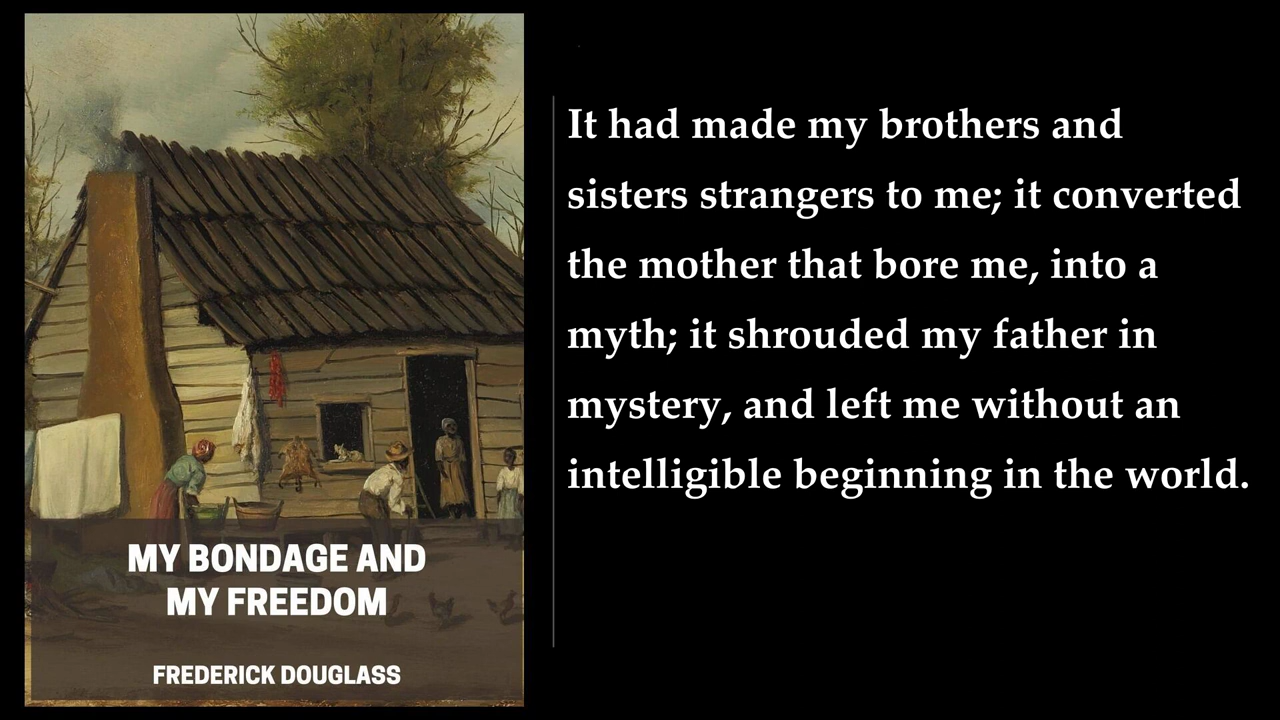 MY BONDAGE AND
MY FREEDOM
FREDERICK DOUGLASS
It had made my brothers and
sisters strangers to me; it converted
the mother that bore me, into a
myth; it shrouded my father in
mystery, and left me without an
intelligible beginning in the world.